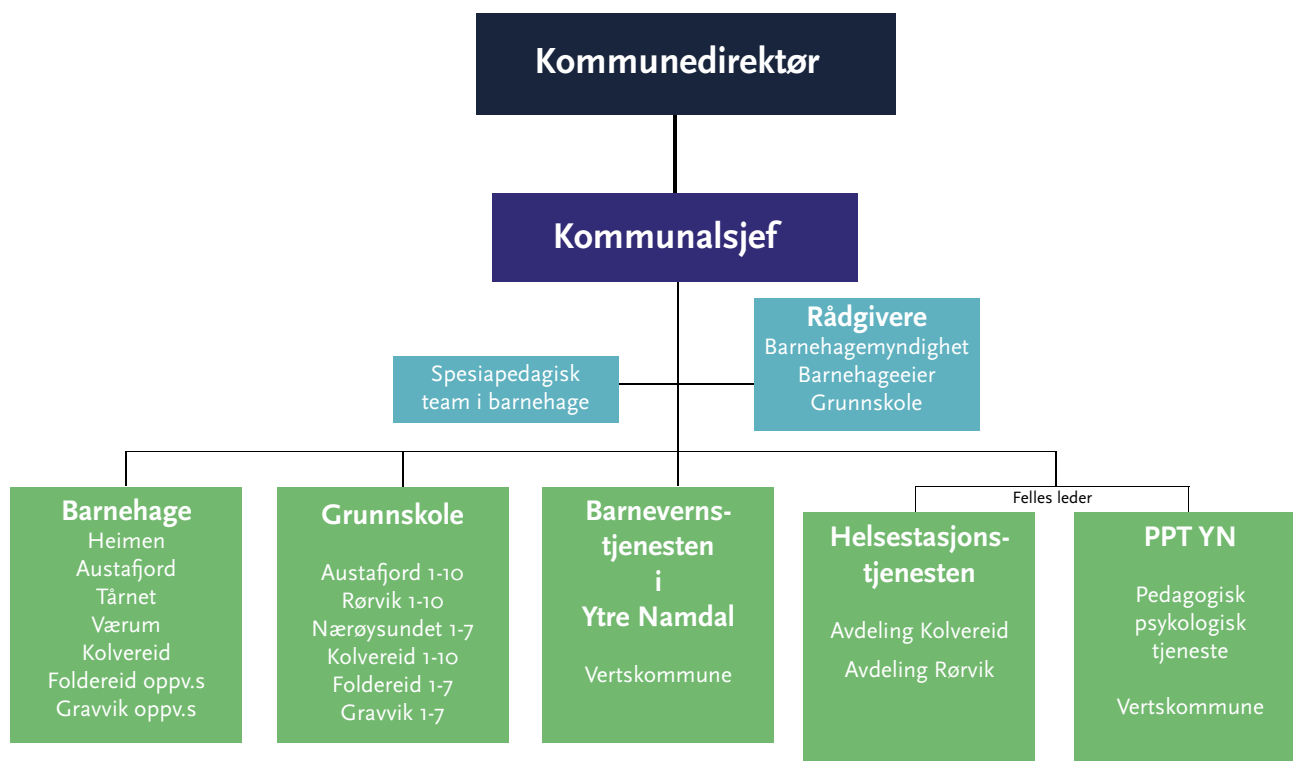 Kommunedirektør
Kommunalsjef
Rådgivere
Barnehagemyndighet
Barnehageeier
Grunnskole
Spesiapedagisk
team i barnehage
Barnehage
Heimen
Austafjord
Tårnet
Værum
Kolvereid
Foldereid oppv.s
Gravvik oppv.s
Grunnskole
Austafjord 1-10
Rørvik 1-10
Nærøysundet 1-7
Kolvereid 1-10
Foldereid 1-7
Gravvik 1-7
Barneverns-
tjenesten
i
Ytre Namdal
Vertskommune
Felles leder
Helsestasjons-
tjenesten
Avdeling Kolvereid
Avdeling Rørvik
PPT YN
Pedagogisk
psykologisk
tjeneste
Vertskommune